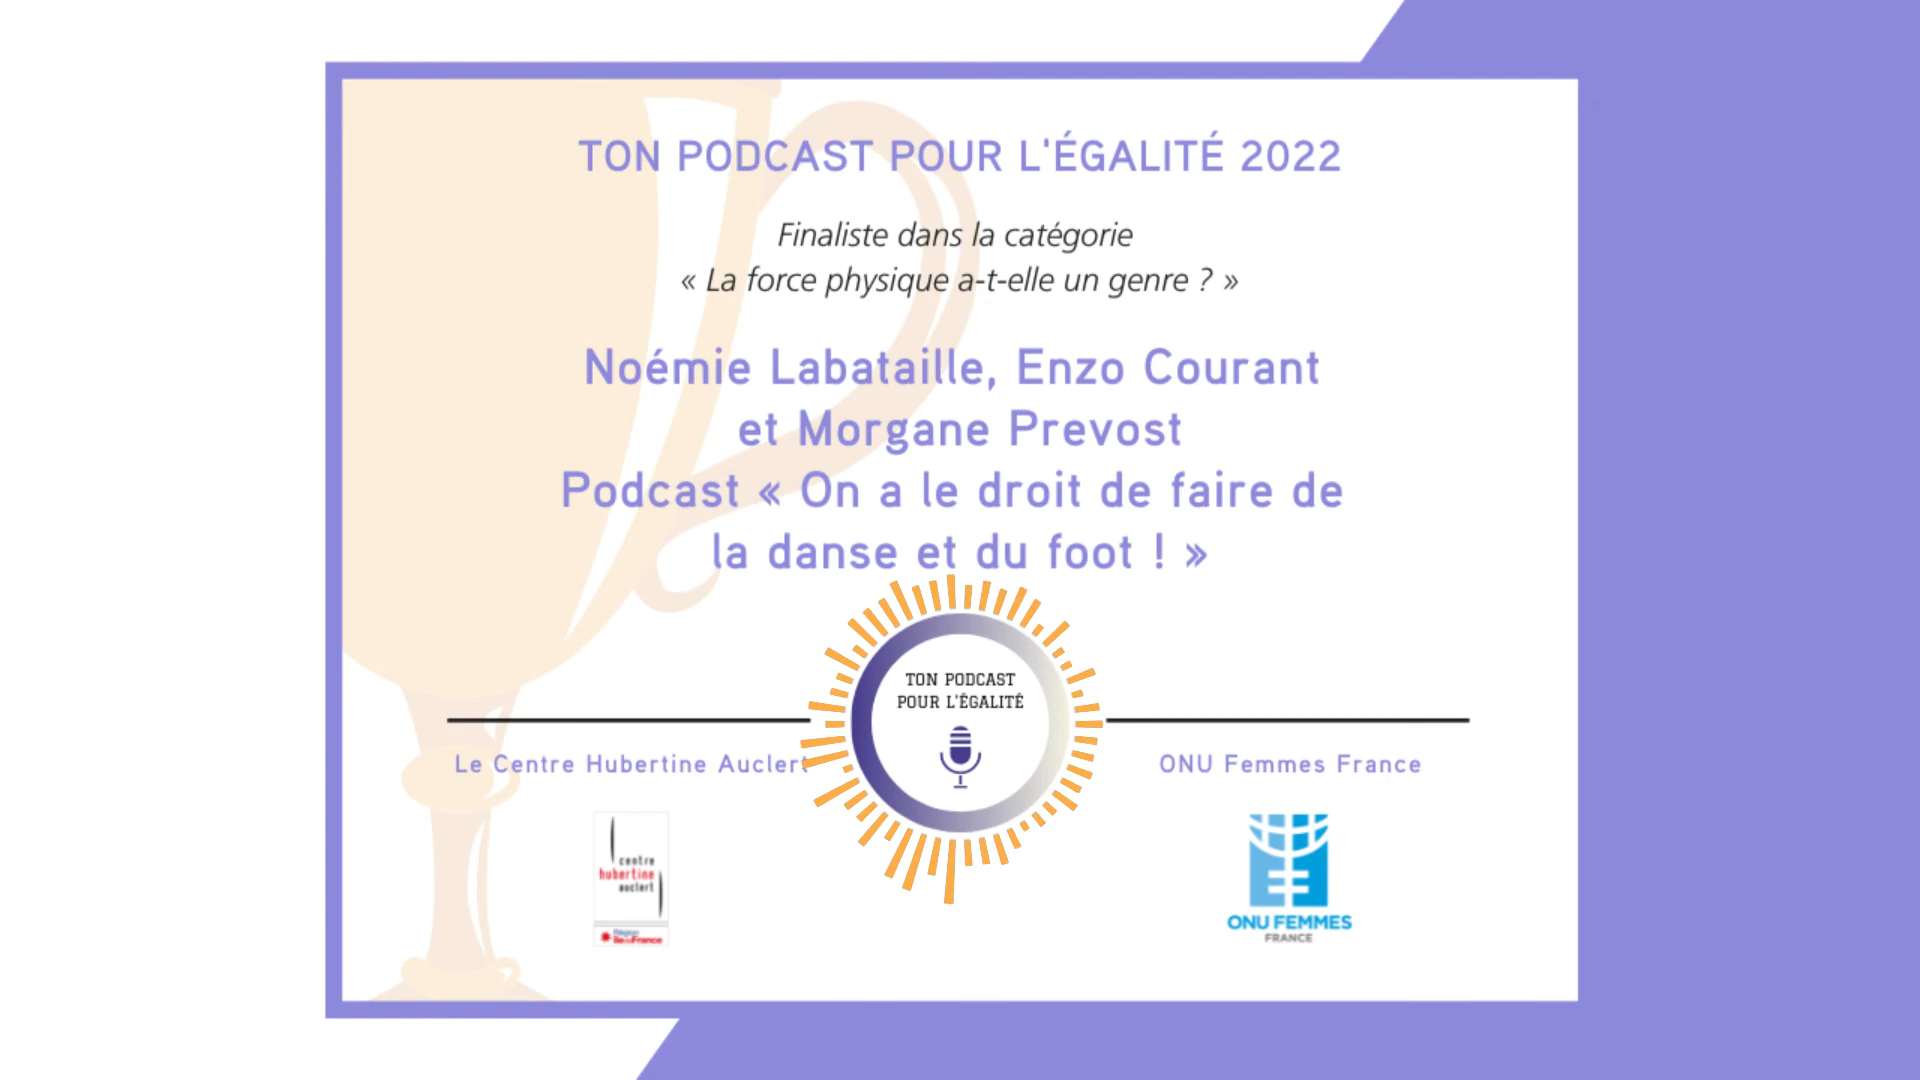 TON PODCAST POUR L'ÉGALITÉ 2022
Finaliste dans la catégorie
« La force physique a-t-elle un genre ? »
Noémie Labataille, Enzo Courant
et Morgane Prevost
Podcast « On a le droit de faire de
la danse et du foot ! »
TON PODCAST
POUR L'ÉGALITÉ
Le Centre Hubertine Auclert
ONU Femmes France
centre
hubertine
auclert
Région
îledeFrance
ONU FEMMES
FRANCE